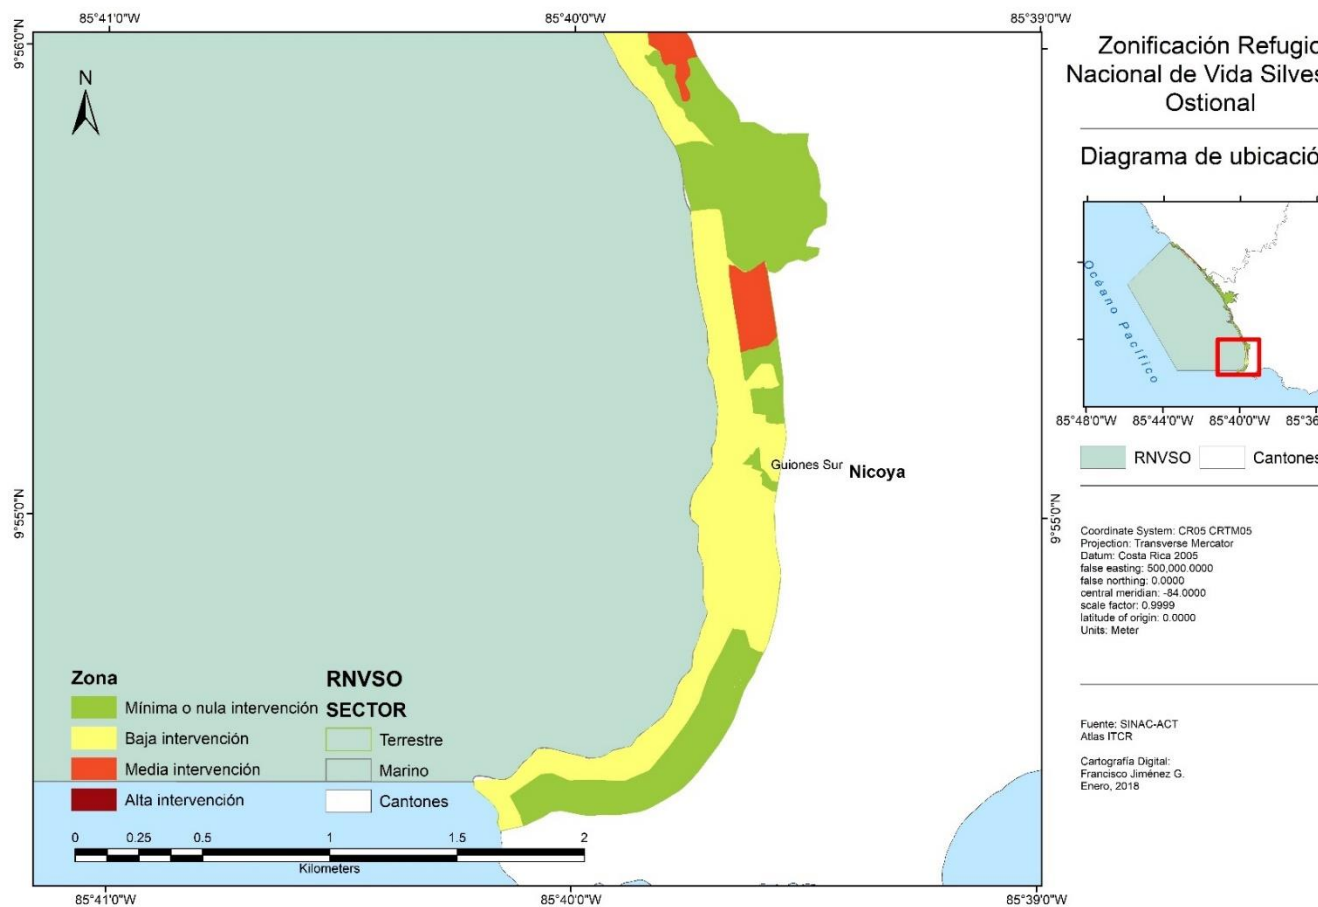 85°41'0"W
85°40'0"W
85°39'0"W
9°56'0"N
9°56'0"N
N
9°55'0"N
9°55'0"N
Guiones Sur
Nicoya
Zona
Mínima o nula intervención
Baja intervención
Media intervención
Alta intervención
RNVSO
SECTOR
Terrestre
Marino
Cantones
0 0.25 0.5 1 1.5 2
Kilometers
85°41'0"W
85°40'0"W
85°39'0"W
Zonificación Refugio
Nacional de Vida Silves
Ostional
Diagrama de ubicació
Océano Pacífico
85°48'0"W 85°44'0"W 85°40'0"W 85°36
RNVSO Cantones
Coordinate System: CR05 CRTM05
Projection: Transverse Mercator
Datum: Costa Rica 2005
false easting: 500,000.0000
false northing: 0.0000
central meridian: -84.0000
scale factor: 0.9999
latitude of origin: 0.0000
Units: Meter
Fuente: SINAC-ACT
Atlas ITCR
Cartografía Digital:
Francisco Jiménez G.
Enero, 2018